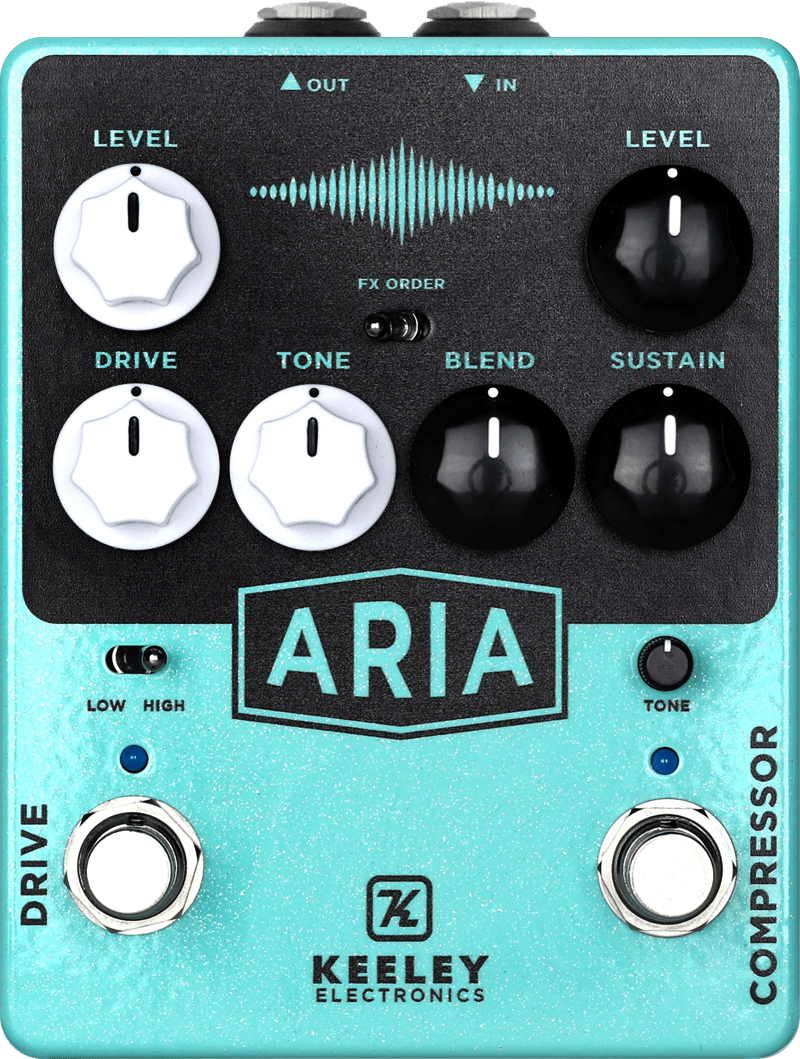 OUT IN
LEVEL LEVEL
FX ORDER
DRIVE TONE BLEND SUSTAIN
ARIA
LOW HIGH
TONE
DRIVE
COMPRESSOR
KEELEY
ELECTRONICS